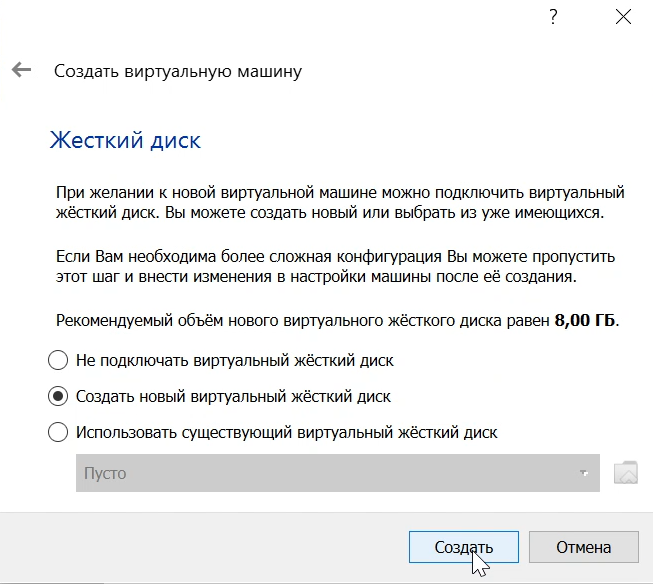 ?
Создать виртуальную машину
Жесткий диск
При желании к новой виртуальной машине можно подключить виртуальный
жёсткий диск. Вы можете создать новый или выбрать из уже имеющихся.
Если Вам необходима более сложная конфигурация Вы можете пропустить
этот шаг и внести изменения в настройки машины после её создания.
Рекомендуемый объём нового виртуального жёсткого диска равен 8,00 ГБ.
Не подключать виртуальный жёсткий диск
Создать новый виртуальный жёсткий диск
Использовать существующий виртуальный жёсткий диск
Пусто
Создать
Отмена